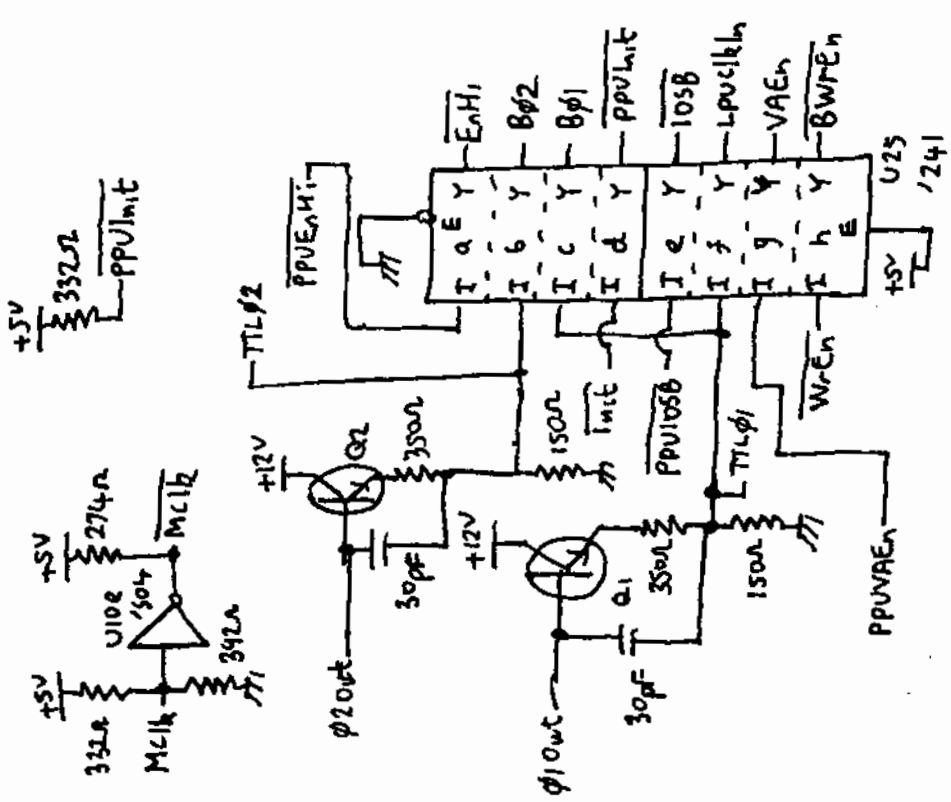 +5V
332Ω
PPUInit
+5V
274Ω
MClk
U10e
'S04
+5V
332Ω
MClk
392Ω
TTLφ2
+12V
Q2
350Ω
150Ω
30pF
φ2Out
+12V
Q1
350Ω
150Ω
TTLφ1
30pF
φ1Out
PPUEnHi
Init
PPUIOSB
WrEn
PPUVAEn
E
I a Y
EnHi
I b Y
Bφ2
I c Y
Bφ1
I d Y
PPUInit
I e Y
IOSB
I f Y
LPUClkIn
I g Y
VAEn
I h Y
BWrEn
E
+5V
U25
'241